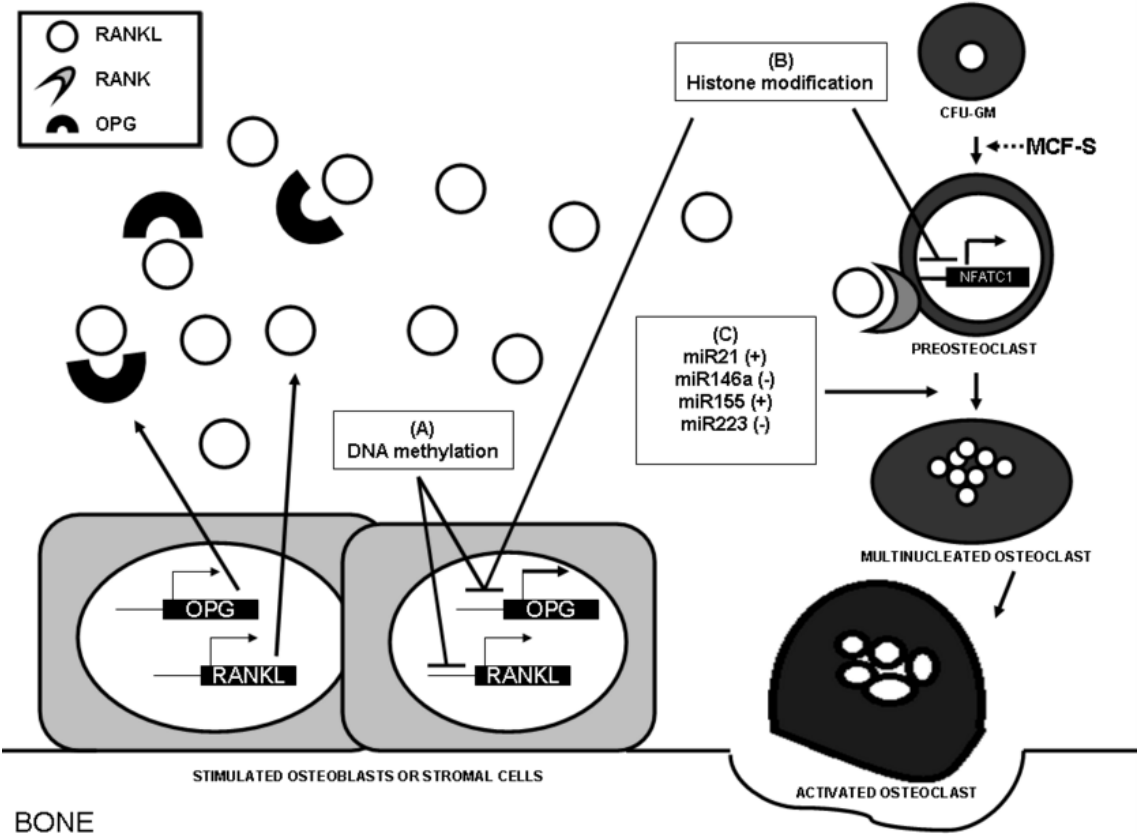 RANKL
RANK
OPG
(B)
Histone modification
CFU-GM
MCF-S
NFATC1
PREOSTEOCLAST
(C)
miR21 (+)
miR146a (-)
miR155 (+)
miR223 (-)
(A)
DNA methylation
MULTINUCLEATED OSTEOCLAST
OPG
RANKL
OPG
RANKL
STIMULATED OSTEOBLASTS OR STROMAL CELLS
ACTIVATED OSTEOCLAST
BONE